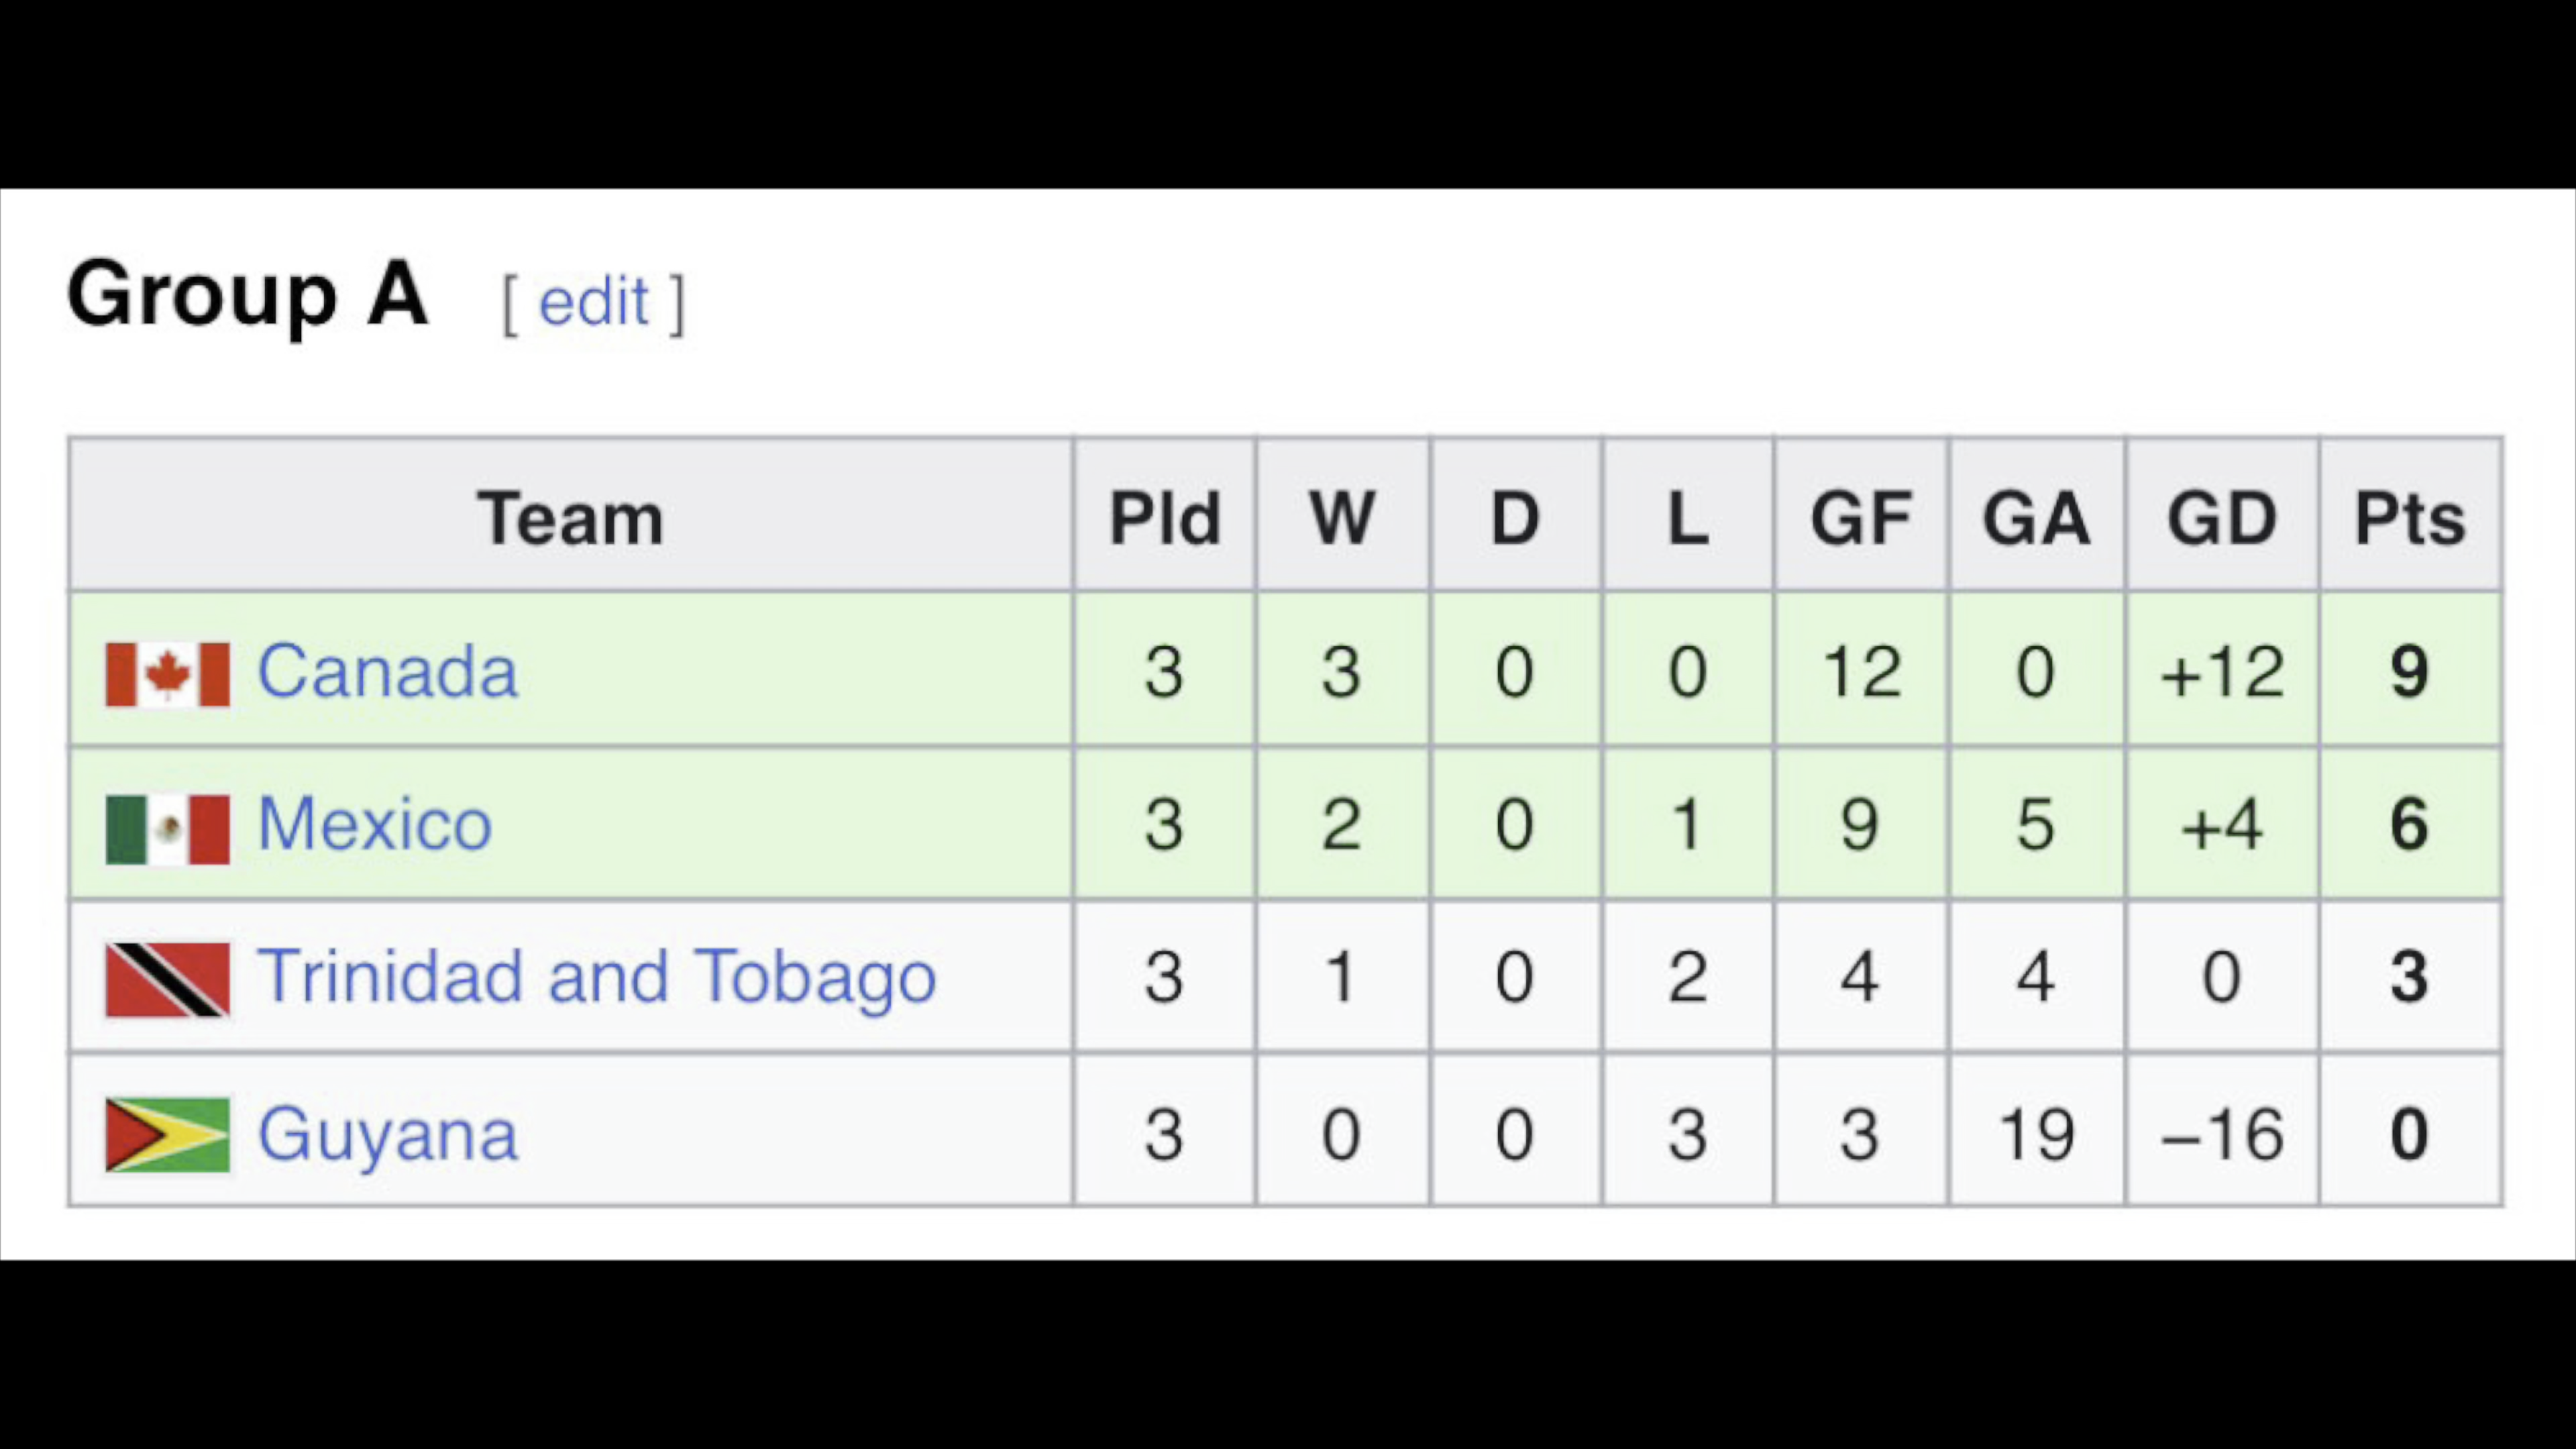 Group A [ edit ]
Team Pld W D L GF GA GD Pts
Canada 3 3 0 0 12 0 +12 9
Mexico 3 2 0 1 9 5 +4 6
Trinidad and Tobago 3 1 0 2 4 4 0 3
Guyana 3 0 0 3 3 19 −16 0